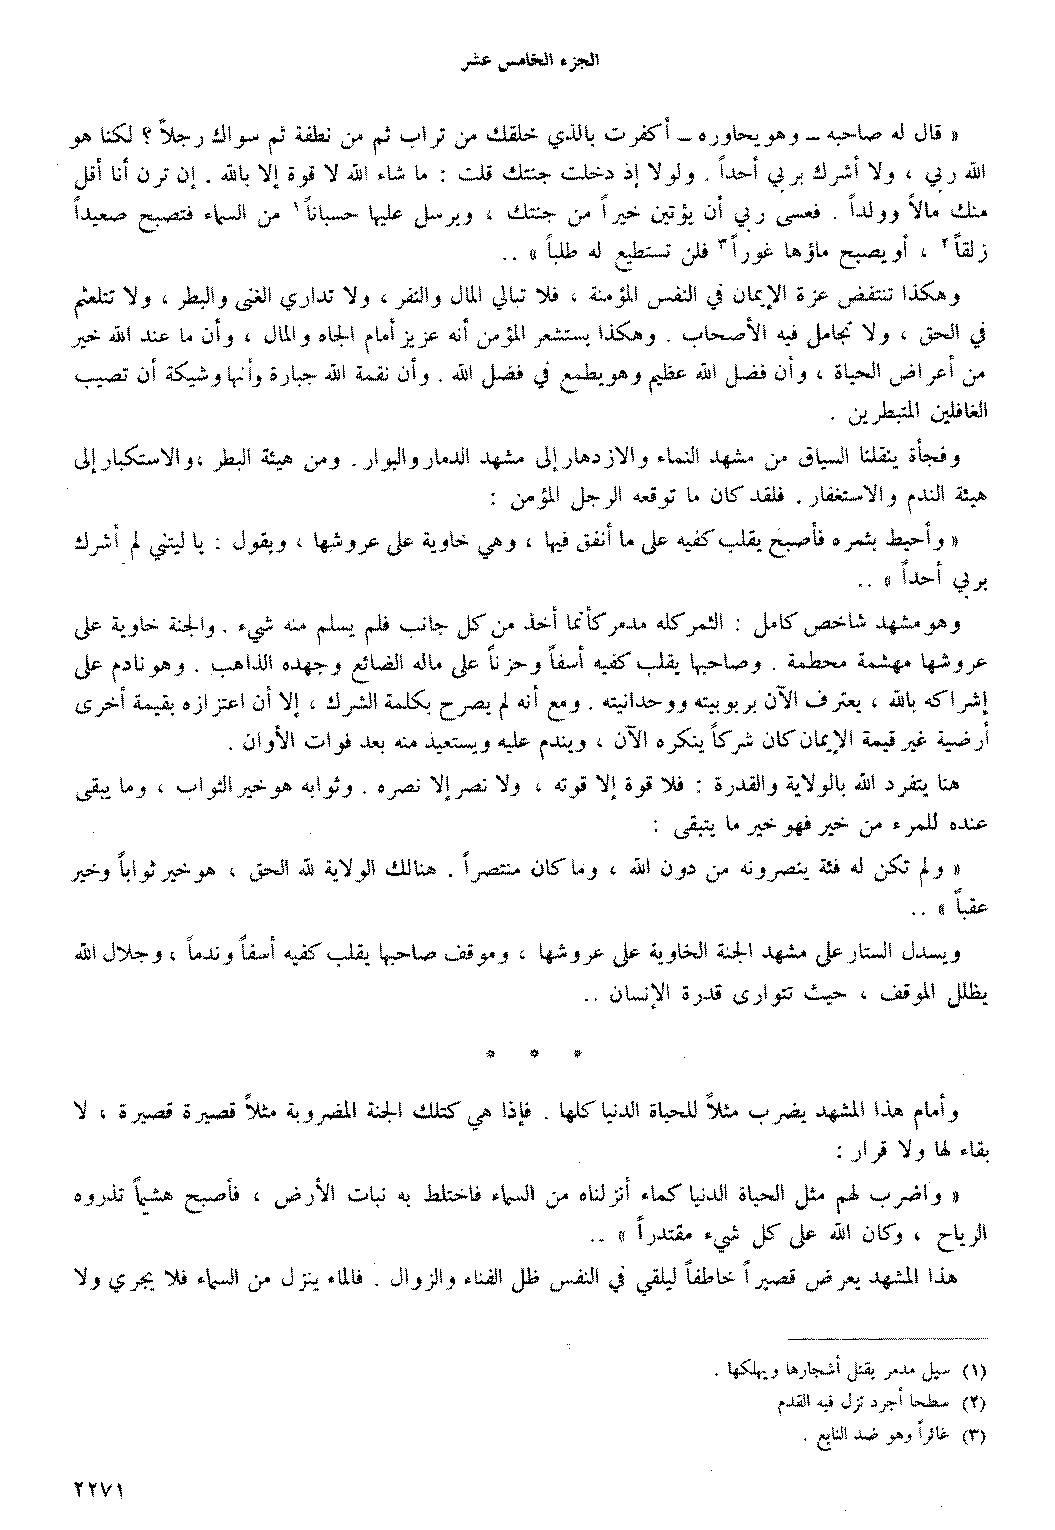 الجزء الخامس عشر
« قال له صاحبه – وهو يحاوره – أكفرت بالذي خلقك من تراب ثم من نطفة ثم سواك رجلاً ؟ لكنا هو
الله ربي ، ولا أشرك بربي أحداً . ولولا إذ دخلت جنتك قلت : ما شاء الله لا قوة إلا بالله . إن ترن أنا أقل
منك مالاً وولداً . فعسى ربي أن يؤتين خيراً من جنتك ، ويرسل عليها حسباناً١ من السماء فتصبح صعيداً
زلقاً٢ ، أو يصبح ماؤها غوراً٣ فلن تستطيع له طلباً » ..
وهكذا تنتفض عزة الإيمان في النفس المؤمنة ، فلا تبالي المال والنفر ، ولا تداري الغنى والبطر ، ولا تتلعثم
في الحق ، ولا تجامل فيه الأصحاب . وهكذا يستشعر المؤمن أنه عزيز أمام الجاه والمال ، وأن ما عند الله خير
من أعراض الحياة ، وأن فضل الله عظيم وهو يطمع في فضل الله . وأن نقمة الله جبارة وأنها وشيكة أن تصيب
الغافلين المتبطرين .
وفجأة ينقلنا السياق من مشهد النماء والازدهار إلى مشهد الدمار والبوار . ومن هيئة البطر ،والاستكبار إلى
هيئة الندم والاستغفار . فلقد كان ما توقعه الرجل المؤمن :
« وأحيط بثمره فأصبح يقلب كفيه على ما أنفق فيها ، وهي خاوية على عروشها ، ويقول : يا ليتني لم أشرك
بربي أحداً » ..
وهو مشهد شاخص كامل : الثمر كله مدمر كأنما أخذ من كل جانب فلم يسلم منه شيء . والجنة خاوية على
عروشها مهشمة محطمة . وصاحبها يقلب كفيه أسفاً وحزناً على ماله الضائع وجهده الذاهب . وهو نادم على
إشراكه بالله ، يعترف الآن بربوبيته ووحدانيته . ومع أنه لم يصرح بكلمة الشرك ، إلا أن اعتزازه بقيمة أخرى
أرضية غير قيمة الإيمان كان شركاً ينكره الآن ، ويندم عليه ويستعيذ منه بعد فوات الأوان .
هنا يتفرد الله بالولاية والقدرة : فلا قوة إلا قوته ، ولا نصر إلا نصره . وثوابه هو خير الثواب ، وما يبقى
عنده للمرء من خير فهو خير ما يتبقى :
« ولم تكن له فئة ينصرونه من دون الله ، وما كان منتصراً . هنالك الولاية لله الحق ، هو خير ثواباً وخير
عقباً » ..
ويسدل الستار على مشهد الجنة الخاوية على عروشها ، وموقف صاحبها يقلب كفيه أسفاً وندماً ، وجلال الله
يظلل الموقف ، حيث تتوارى قدرة الإنسان ..
* * *
وأمام هذا المشهد يضرب مثلاً للحياة الدنيا كلها . فإذا هي كتلك الجنة المضروبة مثلاً قصيرة قصيرة ، لا
بقاء لها ولا قرار :
« واضرب لهم مثل الحياة الدنيا كماء أنزلناه من السماء فاختلط به نبات الأرض ، فأصبح هشيماً تذروه
الرياح ، وكان الله على كل شيء مقتدراً » ..
هذا المشهد يعرض قصيراً خاطفاً ليلقي في النفس ظل الفناء والزوال . فالماء ينزل من السماء فلا يجري ولا
(١) سيل مدمر يقتل أشجارها ويهلكها .
(٢) سطحا أجرد تزل فيه القدم
(٣) غائراً وهو ضد النابع .
٢٢٧١